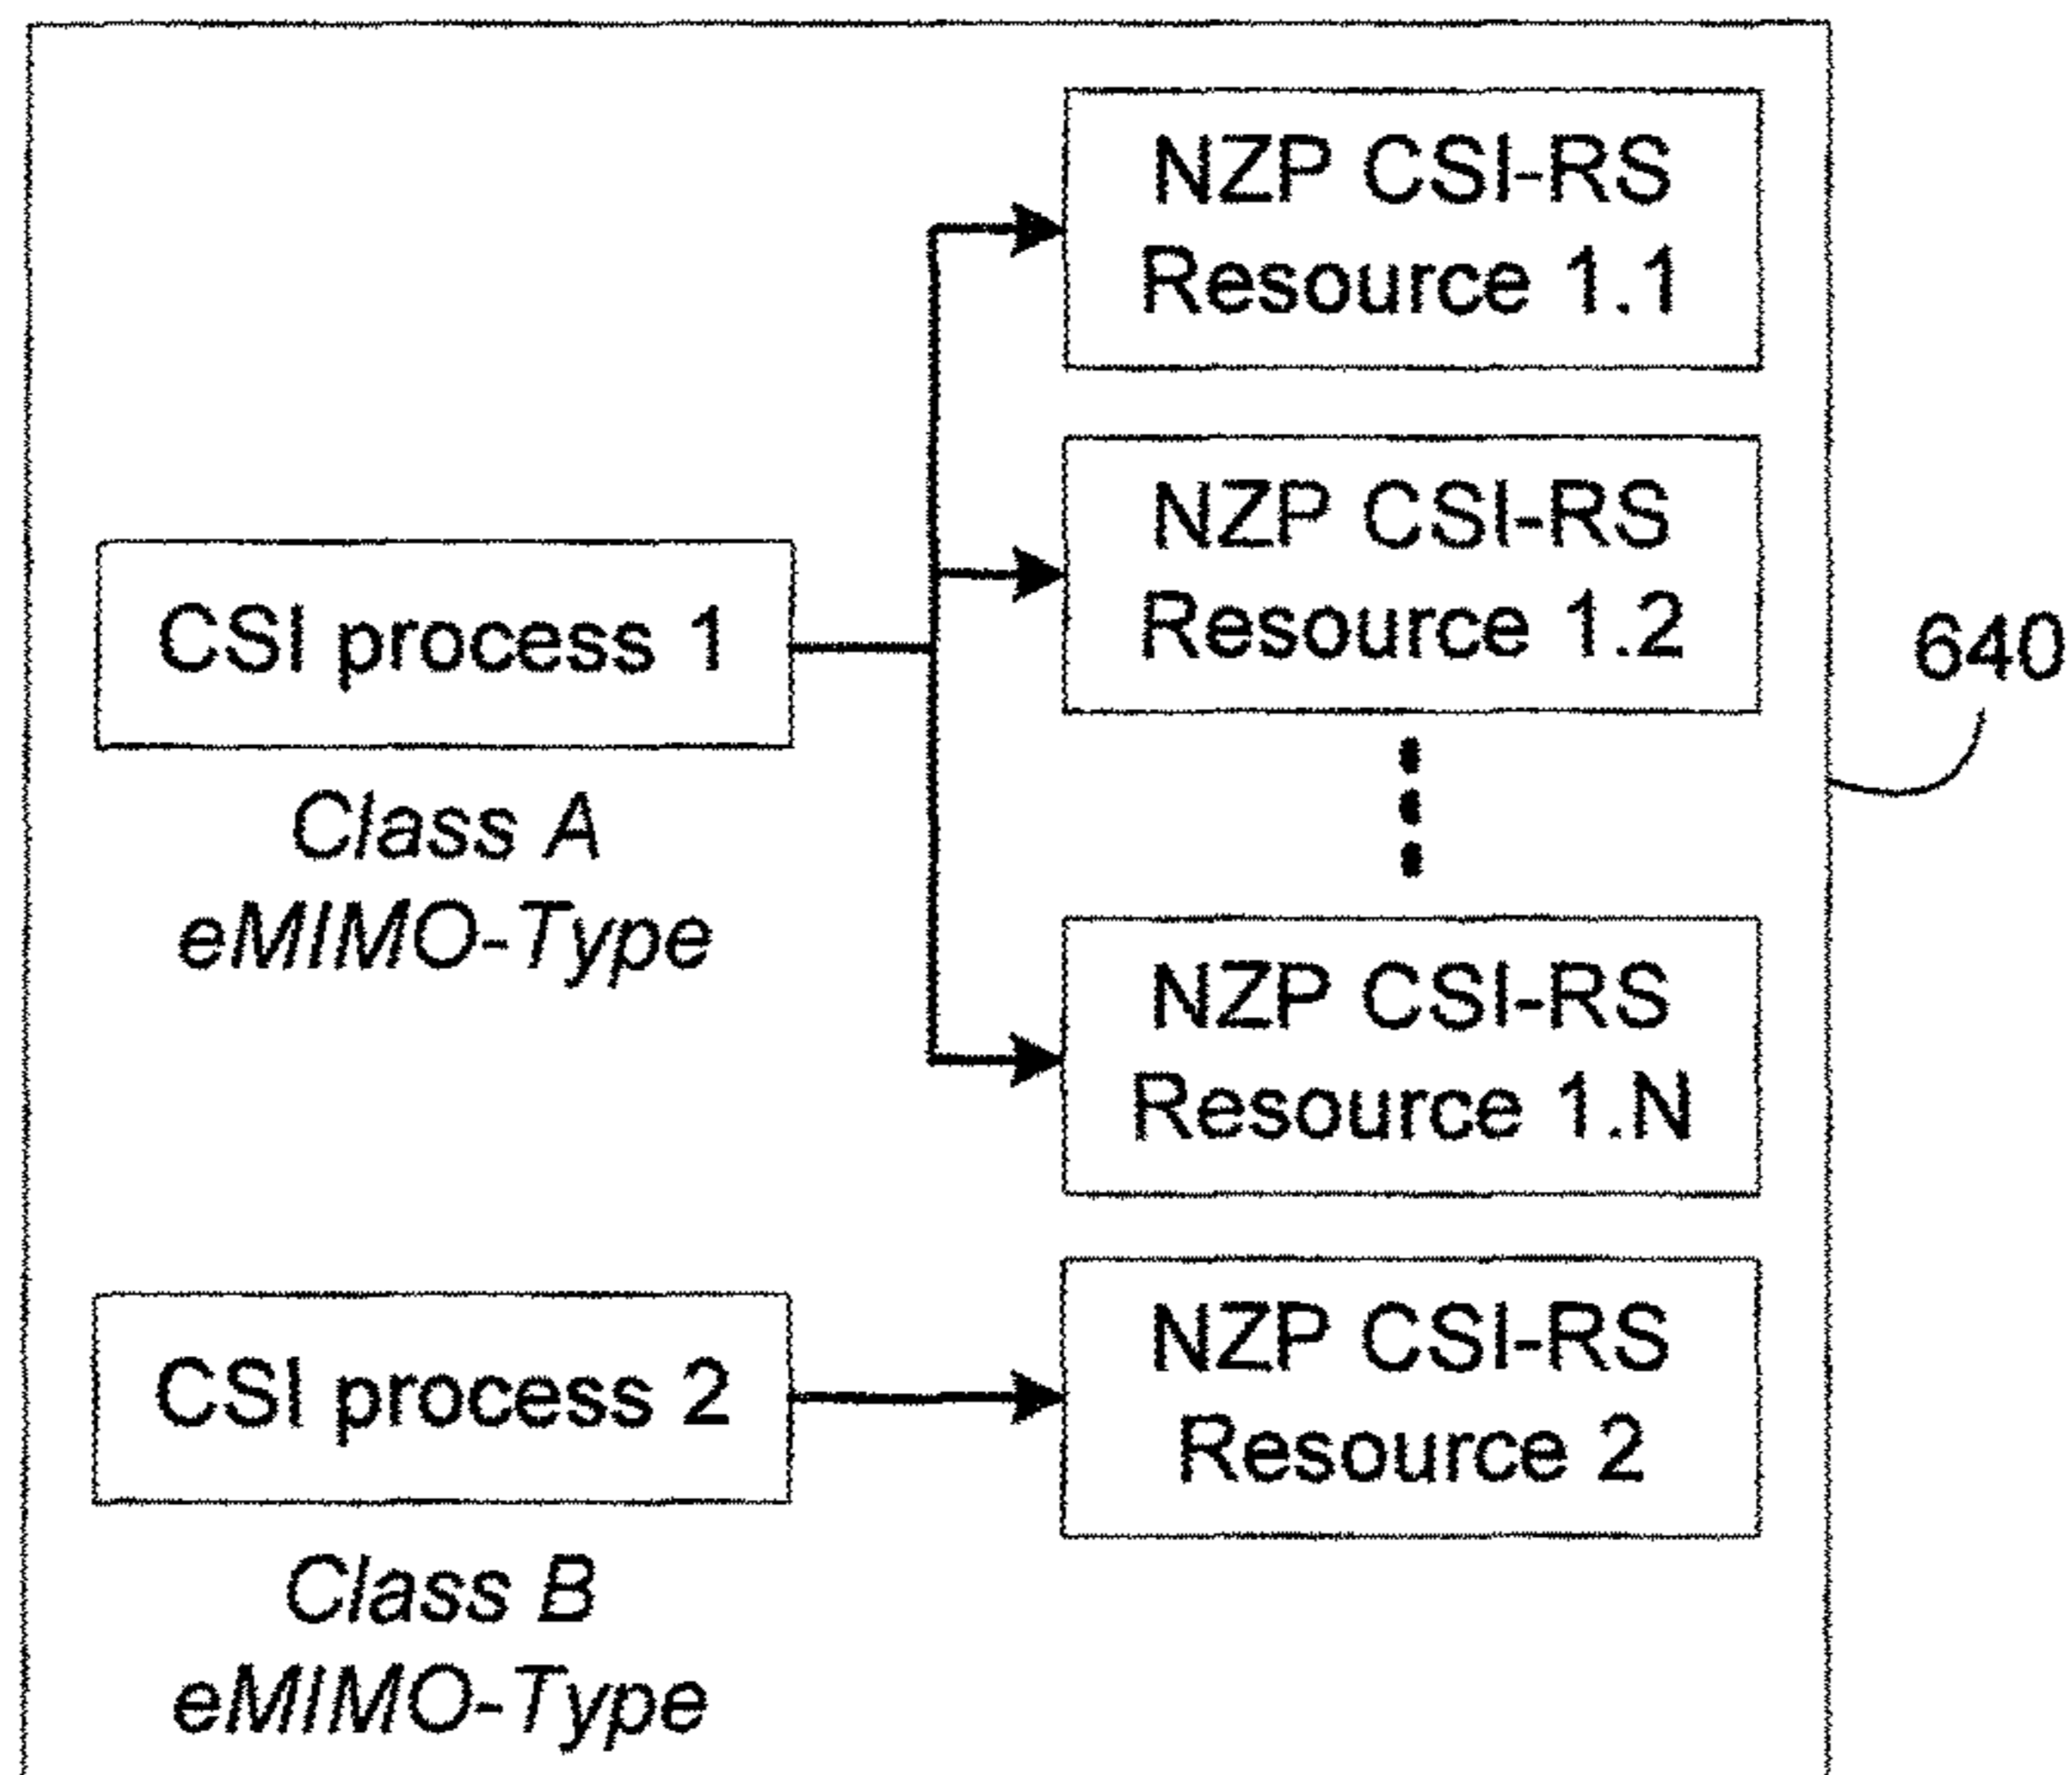 NZP CSI-RS
Resource 1.1
NZP CSI-RS
Resource 1.2
640
CSI process 1
Class A
eMIMO-Type
NZP CSI-RS
Resource 1.N
CSI process 2
NZP CSI-RS
Resource 2
Class B
eMIMO-Type